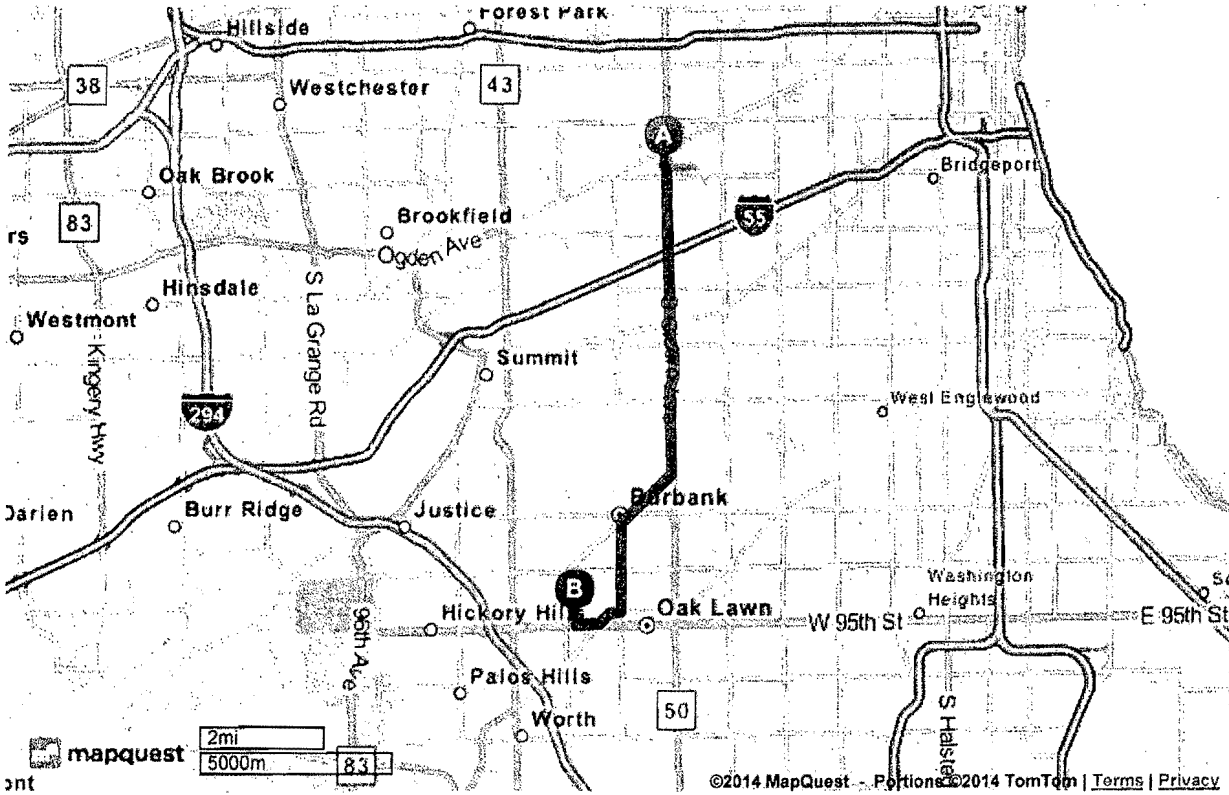 Forest Park
Hillside
38
43
Westchester
A
Bridgeport
Oak Brook
83
55
Brookfield
rs
Ogden Ave
Hinsdale
S La Grange Rd
Westmont
Kingery Hwy
Summit
294
West Englewood
Burbank
Darien
Burr Ridge
Justice
B
Washington
Heights
Hickory Hill
Oak Lawn
W 95th St
E 95th St
95th Ave
Palos Hills
50
Worth
S Halsted
mapquest
2mi
5000m
83
ont
©2014 MapQuest - Portions ©2014 TomTom | Terms | Privacy